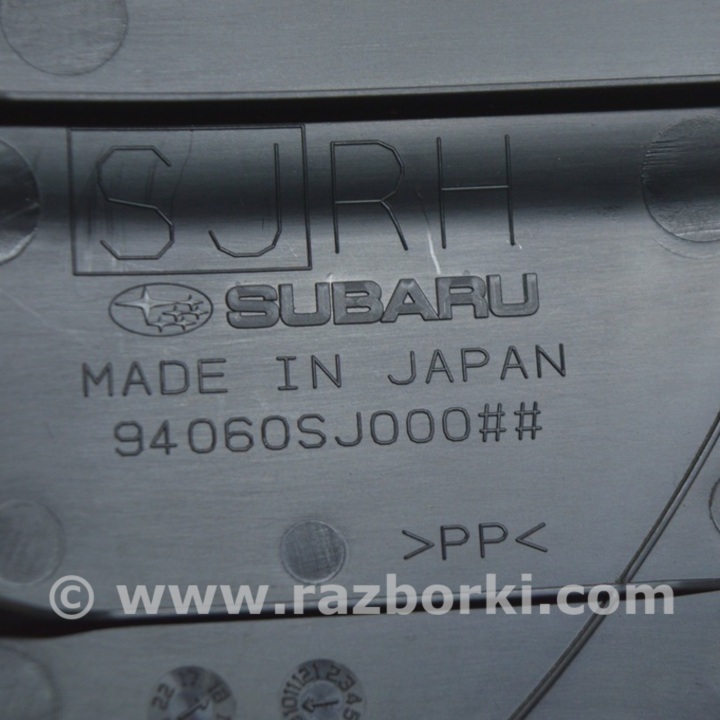 SJRH
SUBARU
MADE IN JAPAN
94060SJ000##
>PP<
© www.razborki.com